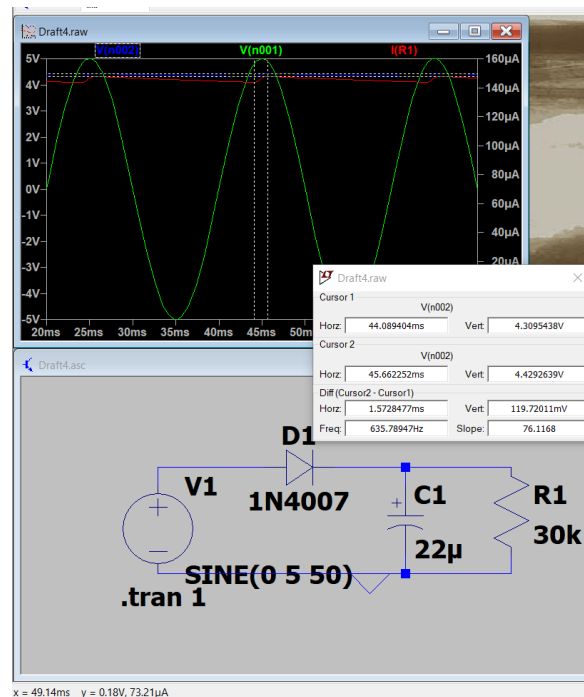 Draft4.raw
V(n002) V(n001) I(R1)
5V 160µA
4V 140µA
3V 120µA
2V 100µA
1V
0V 80µA
-1V 60µA
-2V 40µA
-3V 20µA
-4V
-5V
20ms 25ms 30ms 35ms 40ms 45ms 50m
Draft4.raw
Cursor 1
V(n002)
Horz: 44.089404ms Vert: 4.3095438V
Cursor 2
V(n002)
Horz: 45.662252ms Vert: 4.4292639V
Diff (Cursor2 - Cursor1)
Horz: 1.5728477ms Vert: 119.72011mV
Freq: 635.78947Hz Slope: 76.1168
Draft4.asc
D1
V1 1N4007 C1 R1
22µ 30k
SINE(0 5 50)
.tran 1
x = 49.14ms y = 0.18V, 73.21µA